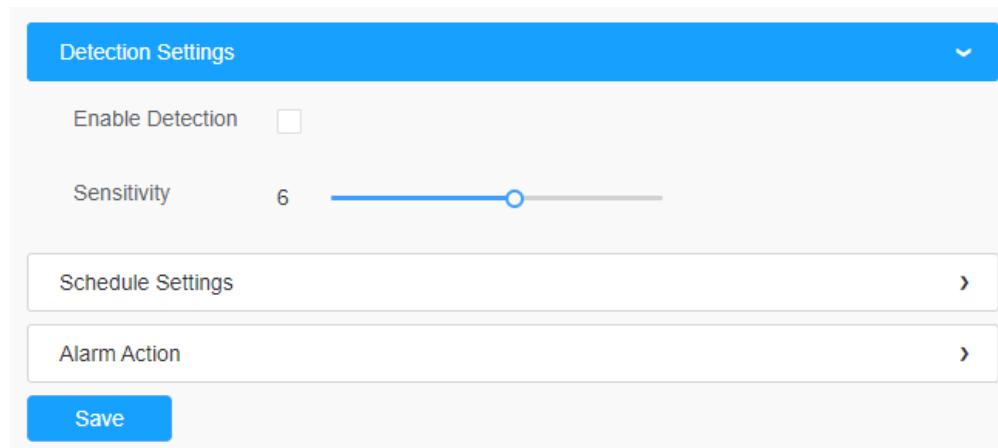 Detection Settings
Enable Detection
Sensitivity 6
Schedule Settings
Alarm Action
Save